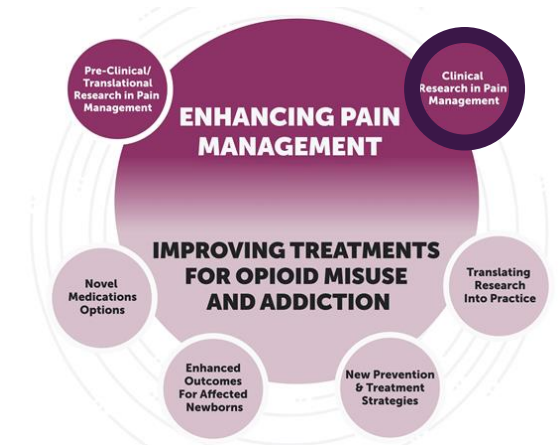 Pre-Clinical/
Translational
Research in Pain
Management
Clinical
Research in Pain
Management
ENHANCING PAIN
MANAGEMENT
IMPROVING TREATMENTS
FOR OPIOID MISUSE
AND ADDICTION
Novel
Medications
Options
Translating
Research
Into Practice
Enhanced
Outcomes
For Affected
Newborns
New Prevention
& Treatment
Strategies